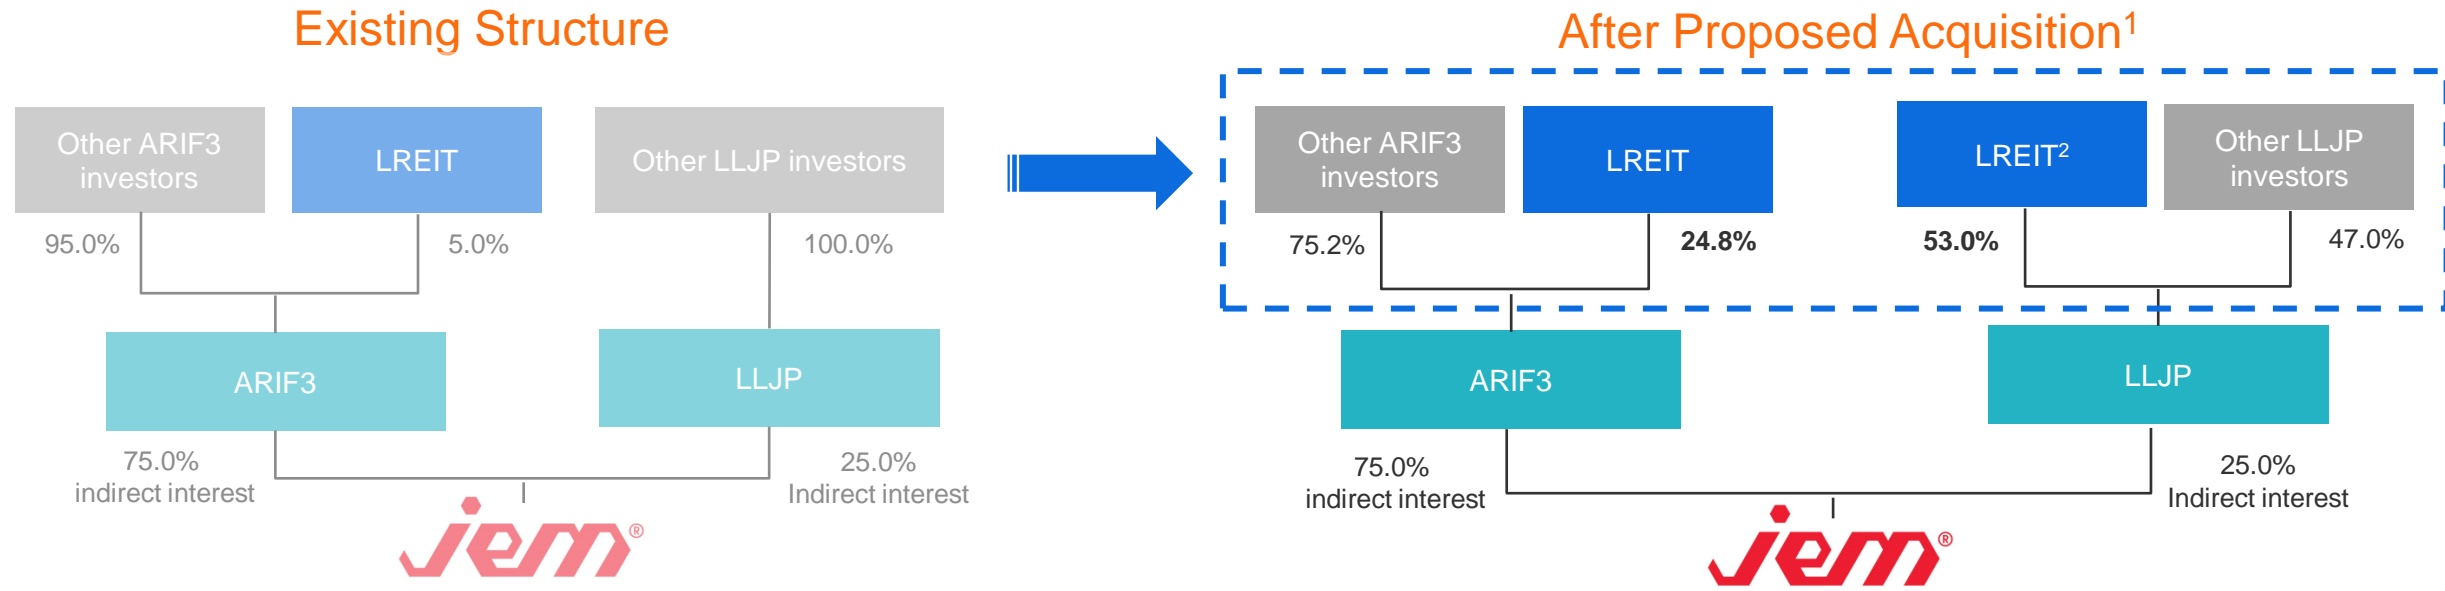 Existing Structure
Other ARIF3
investors
LREIT
Other LLJP investors
95.0%
5.0%
100.0%
ARIF3
LLJP
75.0%
indirect interest
25.0%
Indirect interest
jem®
After Proposed Acquisition¹
Other ARIF3
investors
LREIT
LREIT²
Other LLJP
investors
75.2%
24.8%
53.0%
47.0%
ARIF3
LLJP
75.0%
indirect interest
25.0%
Indirect interest
jem®